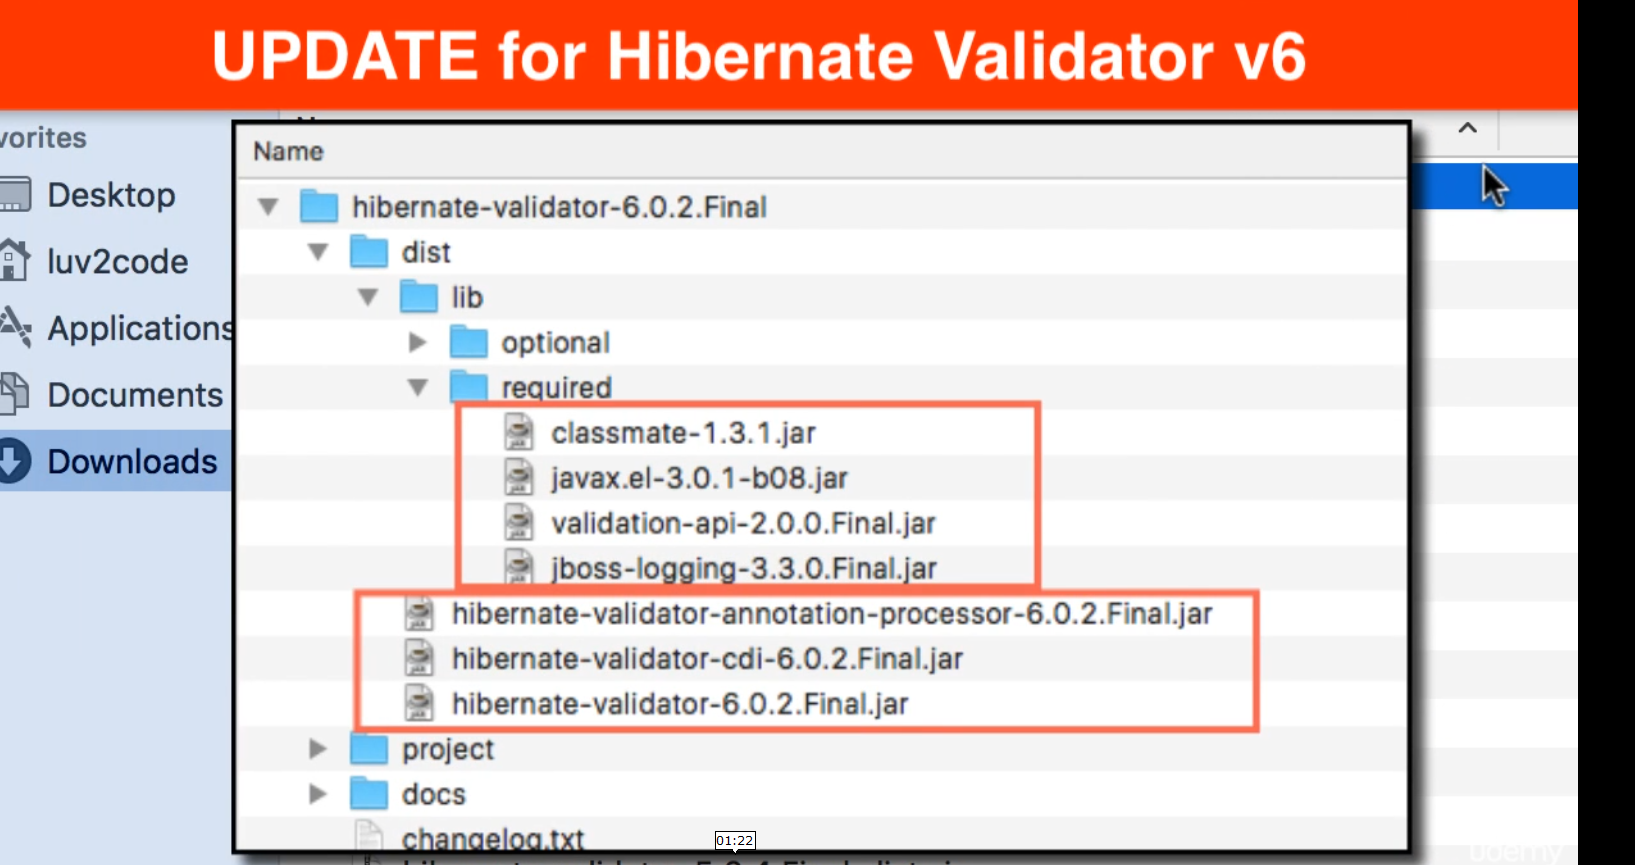 UPDATE for Hibernate Validator v6
vorites
Desktop
luv2code
Applications
Documents
Downloads
Name
hibernate-validator-6.0.2.Final
dist
lib
optional
required
classmate-1.3.1.jar
javax.el-3.0.1-b08.jar
validation-api-2.0.0.Final.jar
jboss-logging-3.3.0.Final.jar
hibernate-validator-annotation-processor-6.0.2.Final.jar
hibernate-validator-cdi-6.0.2.Final.jar
hibernate-validator-6.0.2.Final.jar
project
docs
changelog.txt
01:22
udemy